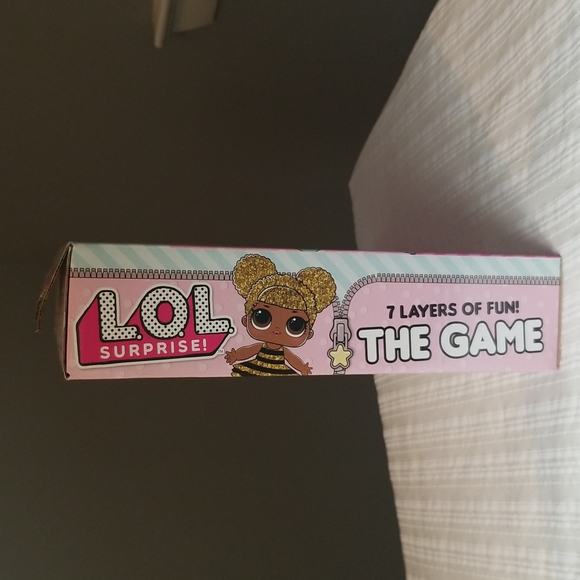 L.O.L.
SURPRISE!
7 LAYERS OF FUN!
THE GAME